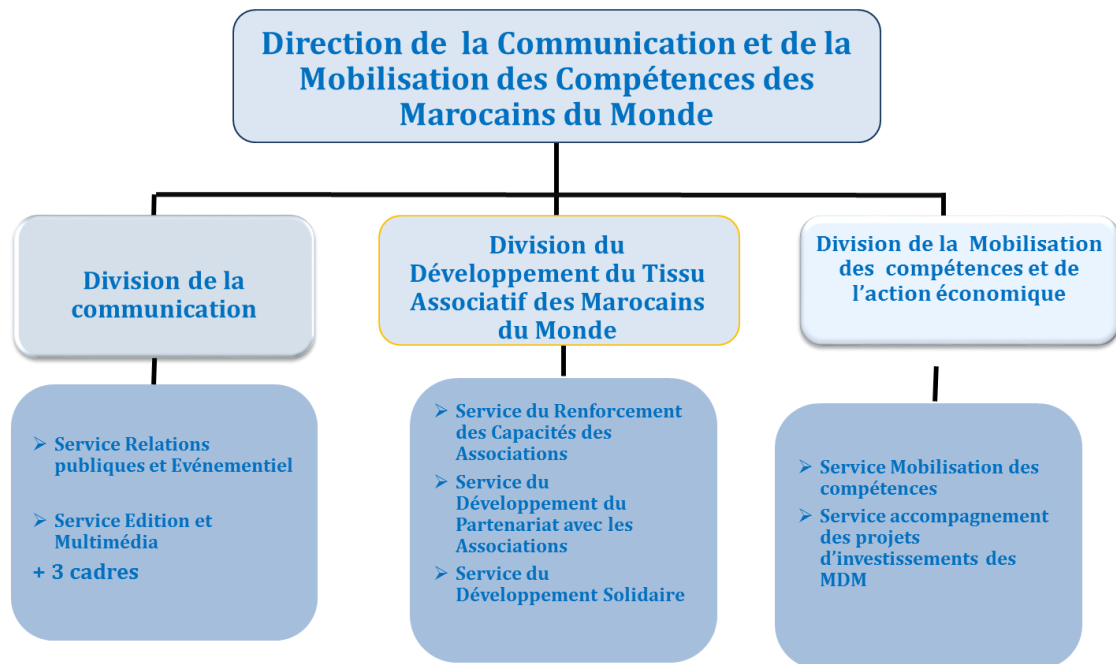 Direction de la Communication et de la
Mobilisation des Compétences des
Marocains du Monde
Division de la
communication
Division du
Développement du Tissu
Associatif des Marocains
du Monde
Division de la Mobilisation
des compétences et de
l’action économique
➢ Service Relations
publiques et Evénementiel
➢ Service Edition et
Multimédia
+ 3 cadres
➢ Service du Renforcement
des Capacités des
Associations
➢ Service du
Développement du
Partenariat avec les
Associations
➢ Service du
Développement Solidaire
➢ Service Mobilisation des
compétences
➢ Service accompagnement
des projets
d’investissements des
MDM